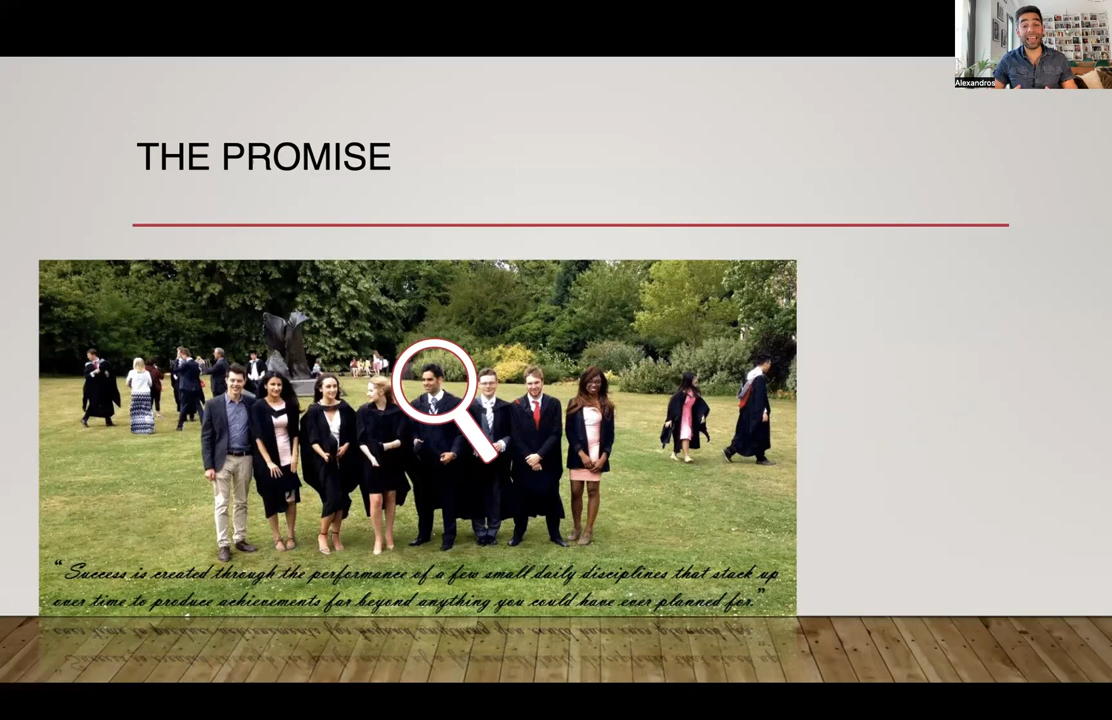 Alexandros
THE PROMISE
“Success is created through the performance of a few small daily disciplines that stack up
over time to produce achievements far beyond anything you could have ever planned for.”